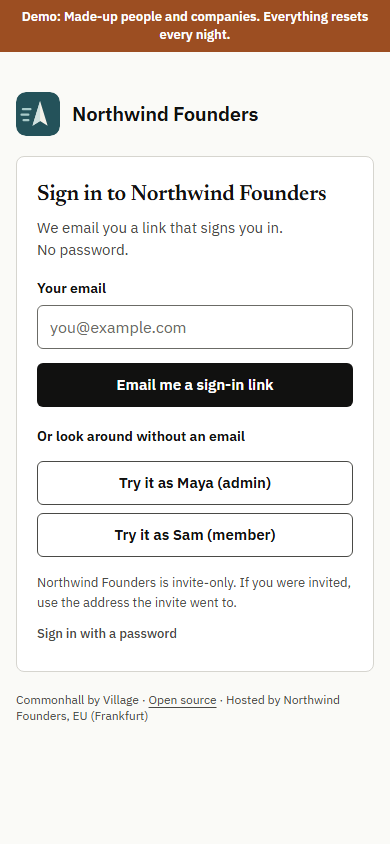 Demo: Made-up people and companies. Everything resets
every night.
Northwind Founders
Sign in to Northwind Founders
We email you a link that signs you in.
No password.
Your email
you@example.com
Email me a sign-in link
Or look around without an email
Try it as Maya (admin)
Try it as Sam (member)
Northwind Founders is invite-only. If you were invited,
use the address the invite went to.
Sign in with a password
Commonhall by Village · Open source · Hosted by Northwind
Founders, EU (Frankfurt)